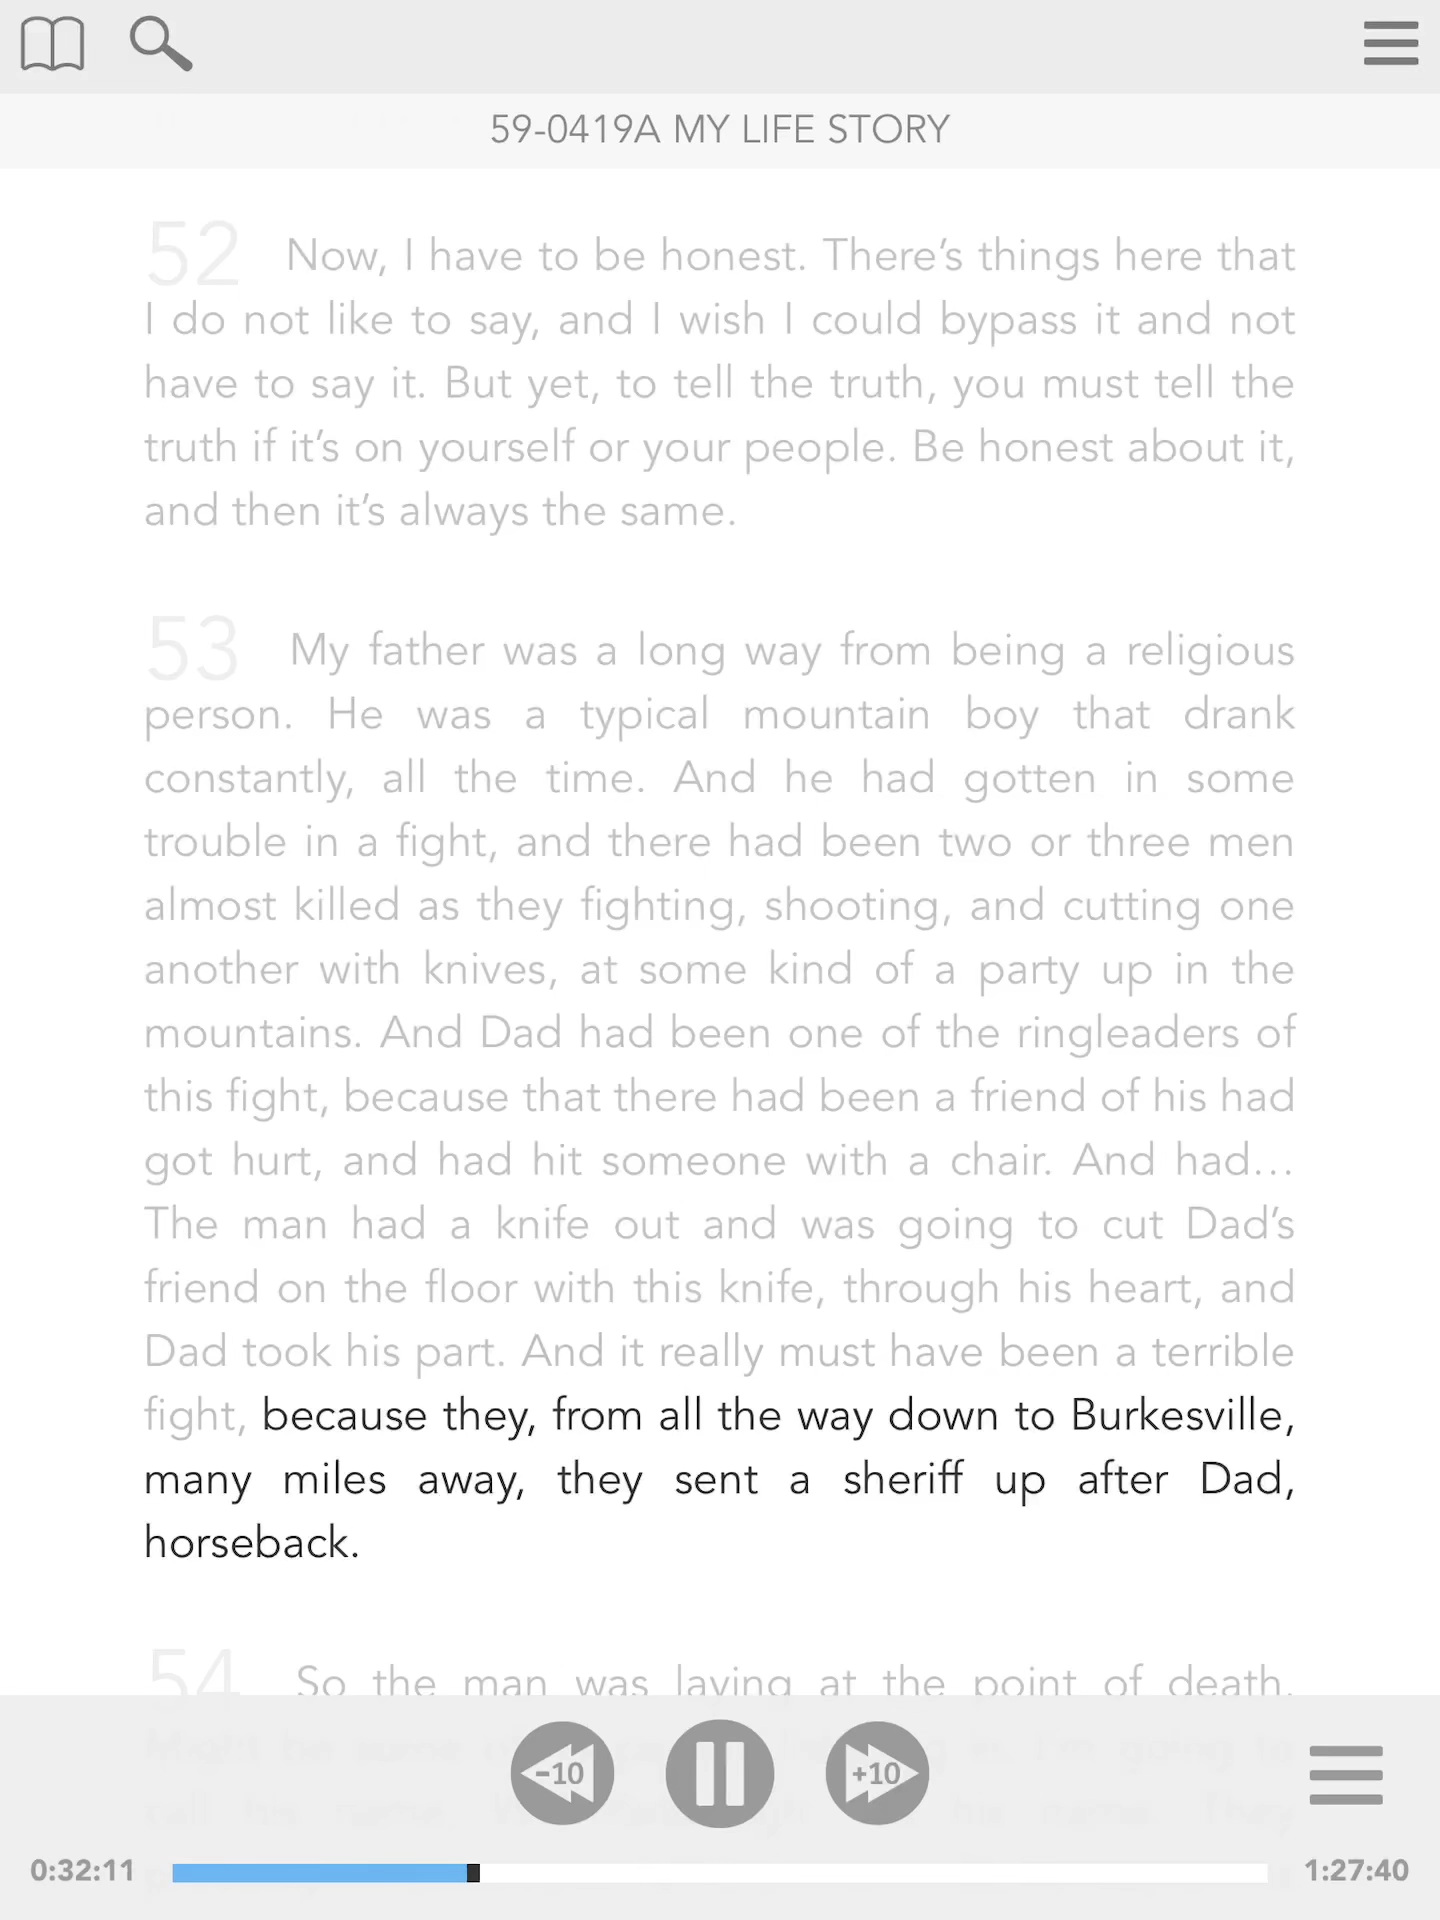 59-0419A MY LIFE STORY
52 Now, I have to be honest. There’s things here that
I do not like to say, and I wish I could bypass it and not
have to say it. But yet, to tell the truth, you must tell the
truth if it’s on yourself or your people. Be honest about it,
and then it’s always the same.
53 My father was a long way from being a religious
person. He was a typical mountain boy that drank
constantly, all the time. And he had gotten in some
trouble in a fight, and there had been two or three men
almost killed as they fighting, shooting, and cutting one
another with knives, at some kind of a party up in the
mountains. And Dad had been one of the ringleaders of
this fight, because that there had been a friend of his had
got hurt, and had hit someone with a chair. And had…
The man had a knife out and was going to cut Dad’s
friend on the floor with this knife, through his heart, and
Dad took his part. And it really must have been a terrible
fight, because they, from all the way down to Burkesville,
many miles away, they sent a sheriff up after Dad,
horseback.
54 So the man was laying at the point of death.
Might be some I’m going to
call his name. his name. They
-10 +10
0:32:11 1:27:40